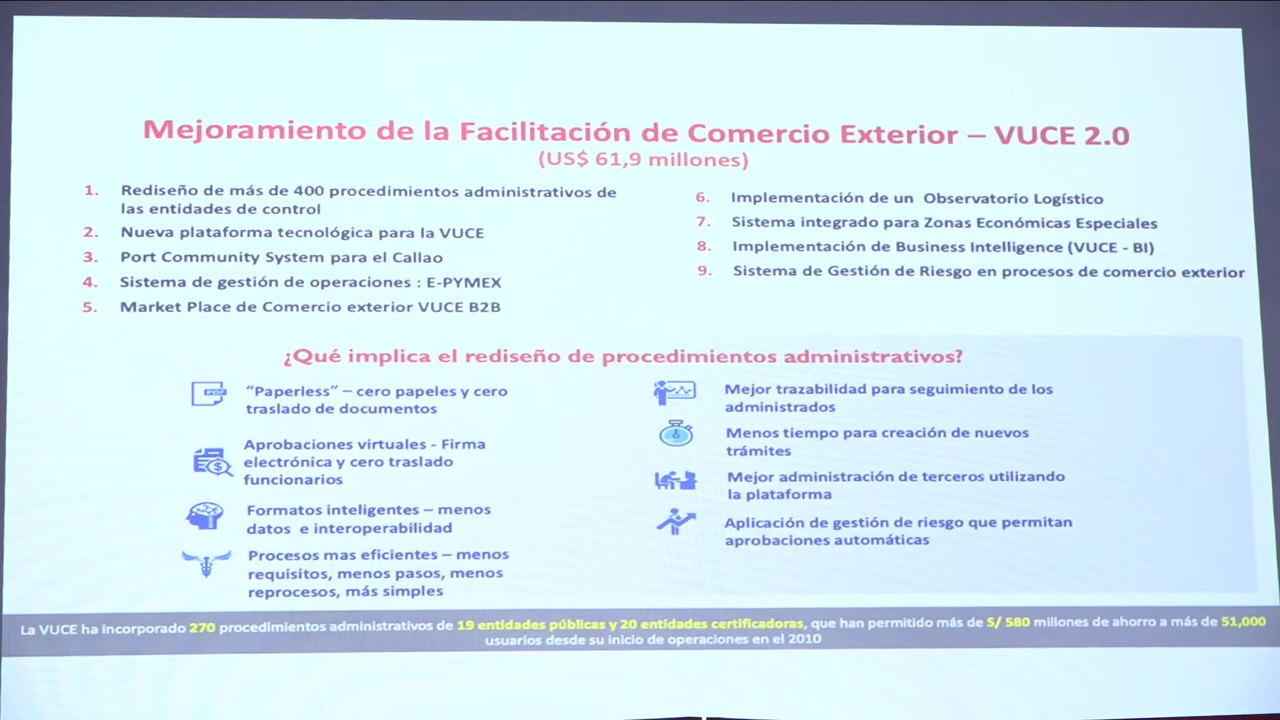 Mejoramiento de la Facilitación de Comercio Exterior – VUCE 2.0
(US$ 61,9 millones)
1. Rediseño de más de 400 procedimientos administrativos de
las entidades de control
2. Nueva plataforma tecnológica para la VUCE
3. Port Community System para el Callao
4. Sistema de gestión de operaciones : E-PYMEX
5. Market Place de Comercio exterior VUCE B2B
6. Implementación de un Observatorio Logístico
7. Sistema integrado para Zonas Económicas Especiales
8. Implementación de Business Intelligence (VUCE - BI)
9. Sistema de Gestión de Riesgo en procesos de comercio exterior
¿Qué implica el rediseño de procedimientos administrativos?
PDF
“Paperless” – cero papeles y cero
traslado de documentos
$
Aprobaciones virtuales - Firma
electrónica y cero traslado
funcionarios
Formatos inteligentes – menos
datos e interoperabilidad
Procesos mas eficientes – menos
requisitos, menos pasos, menos
reprocesos, más simples
Mejor trazabilidad para seguimiento de los
administrados
Menos tiempo para creación de nuevos
trámites
Mejor administración de terceros utilizando
la plataforma
Aplicación de gestión de riesgo que permitan
aprobaciones automáticas
La VUCE ha incorporado 270 procedimientos administrativos de 19 entidades públicas y 20 entidades certificadoras, que han permitido más de S/ 580 millones de ahorro a más de 51,000
usuarios desde su inicio de operaciones en el 2010